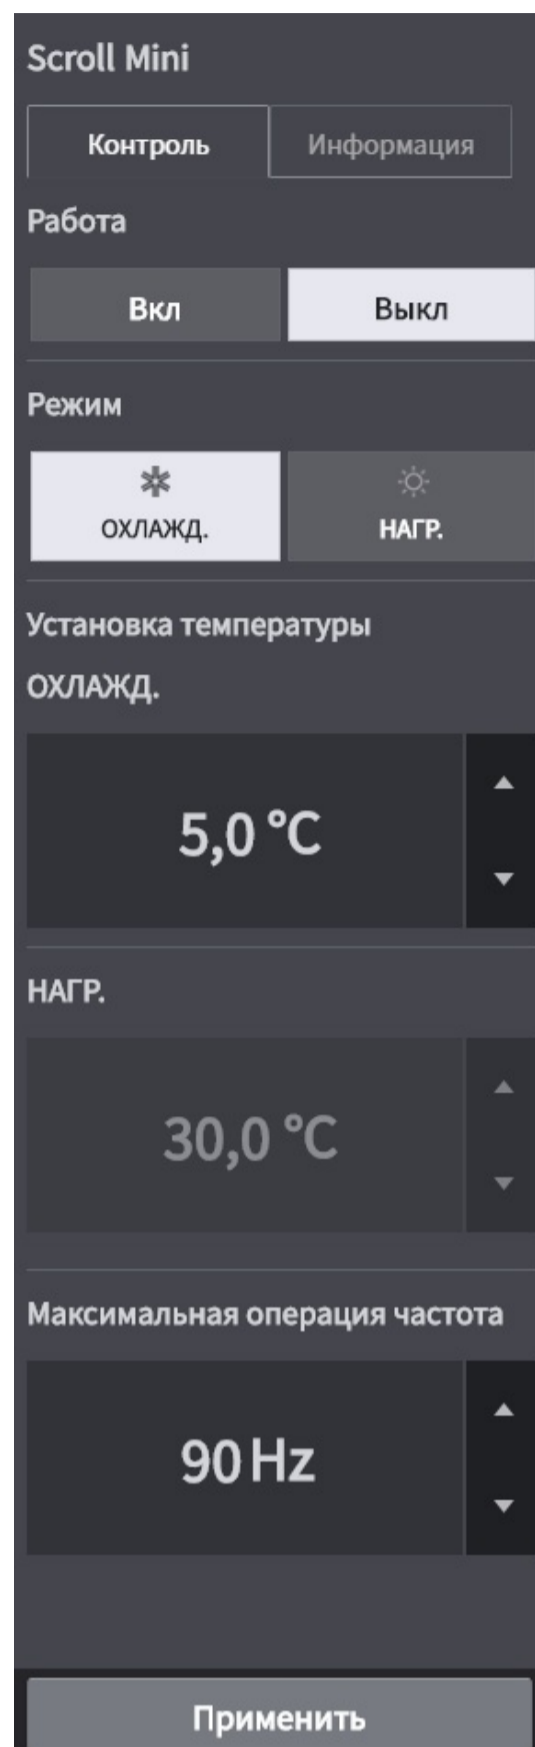 Scroll Mini
Контроль Информация
Работа
Вкл Выкл
Режим
ОХЛАЖД. НАГР.
Установка температуры
ОХЛАЖД.
5,0 °C
НАГР.
30,0 °C
Максимальная операция частота
90 Hz
Применить